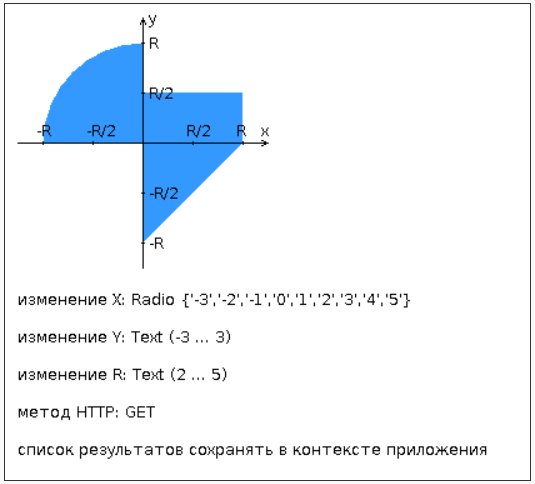 y
R
R/2
-R -R/2 R/2 R x
-R/2
-R
изменение X: Radio {'-3','-2','-1','0','1','2','3','4','5'}
изменение Y: Text (-3 ... 3)
изменение R: Text (2 ... 5)
метод HTTP: GET
список результатов сохранять в контексте приложения